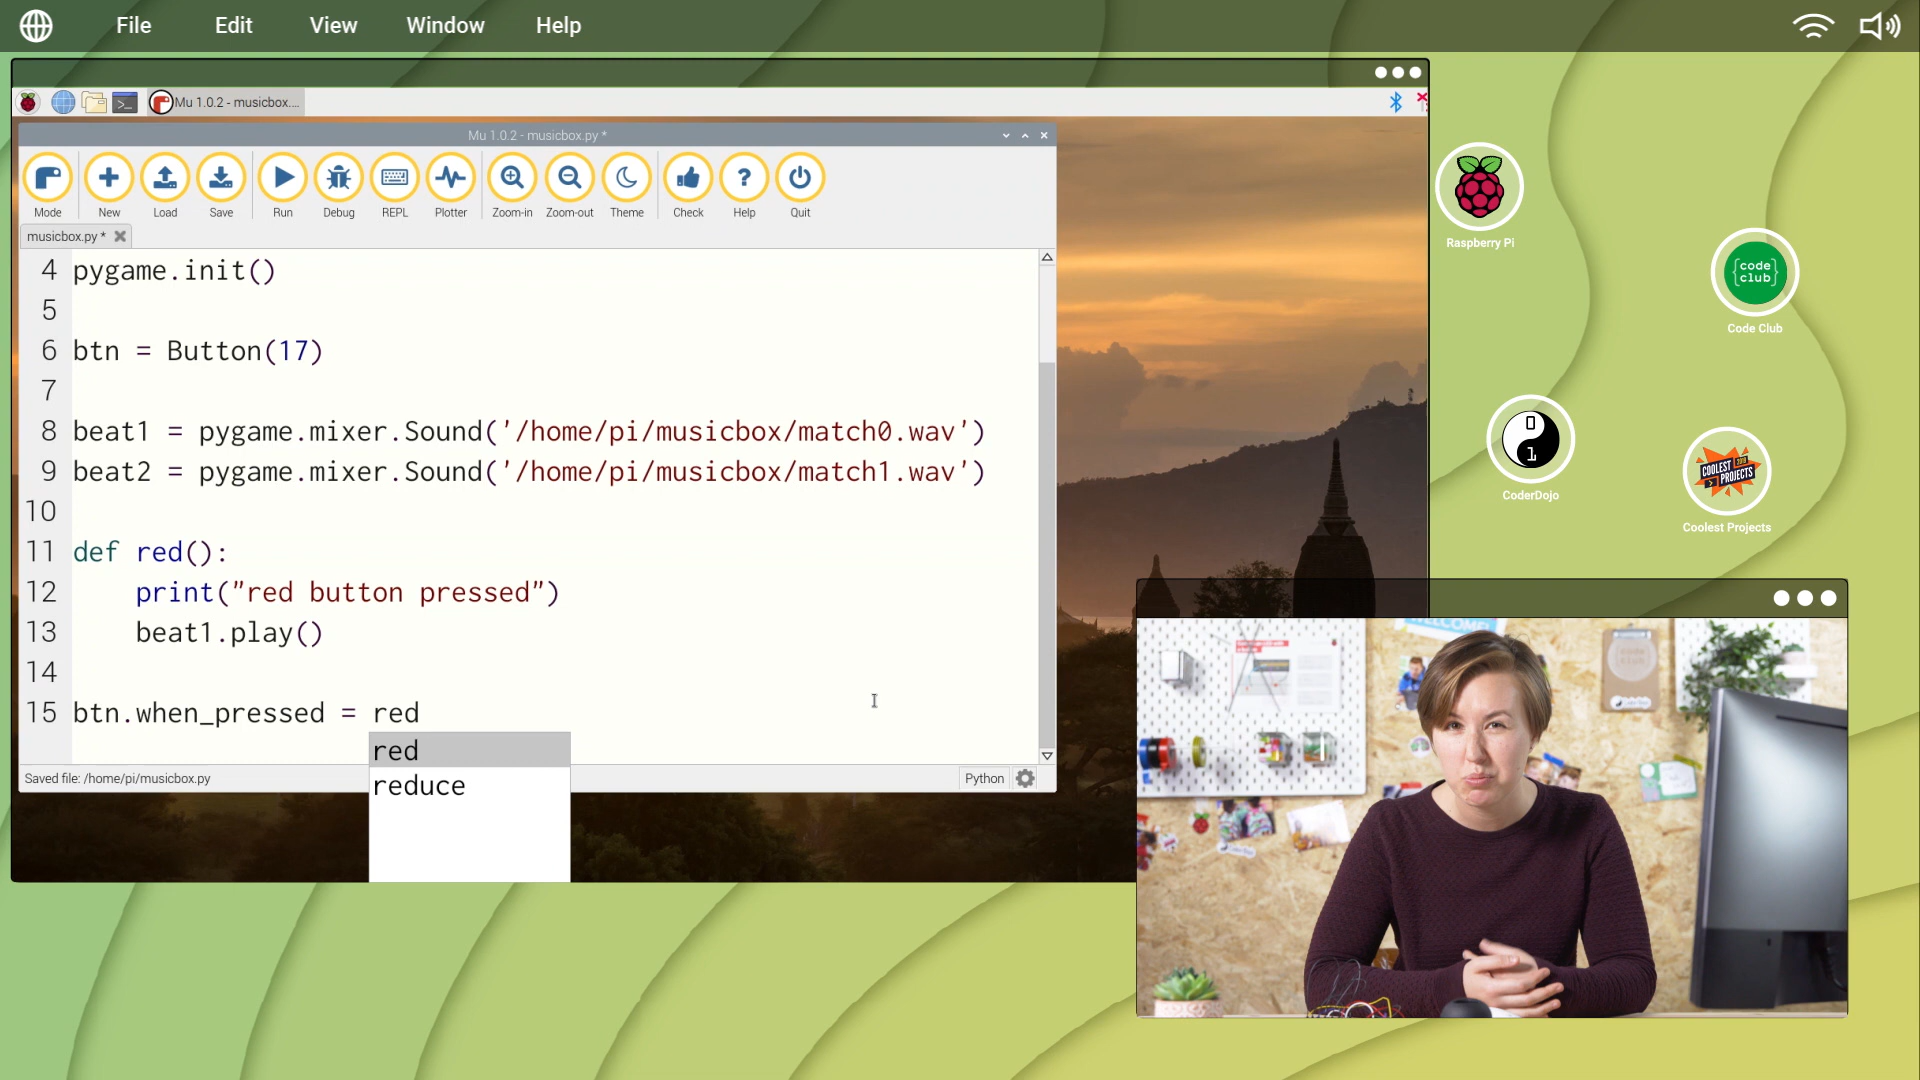 File Edit View Window Help
Mu 1.0.2 - musicbox....
Mu 1.0.2 - musicbox.py *
Mode New Load Save Run Debug REPL Plotter Zoom-in Zoom-out Theme Check Help Quit
musicbox.py *
4 pygame.init()
5
6 btn = Button(17)
7
8 beat1 = pygame.mixer.Sound('/home/pi/musicbox/match0.wav')
9 beat2 = pygame.mixer.Sound('/home/pi/musicbox/match1.wav')
10
11 def red():
12     print("red button pressed")
13     beat1.play()
14
15 btn.when_pressed = red
red
reduce
Saved file: /home/pi/musicbox.py
Python
Raspberry Pi
{code
club}
Code Club
0
1
CoderDojo
COOLEST
PROJECTS
Coolest Projects
WELCOME!